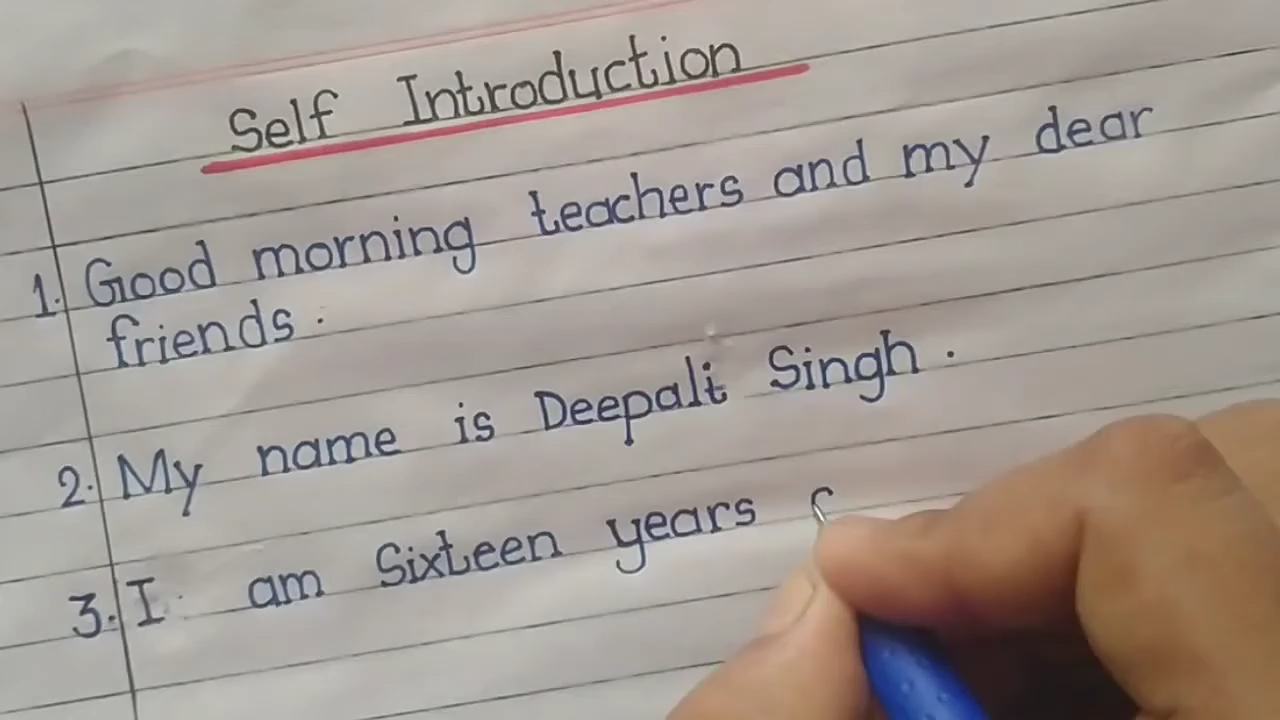 Self Introduction
1. Good morning teachers and my dear
friends.
2. My name is Deepali Singh.
3. I am Sixteen years